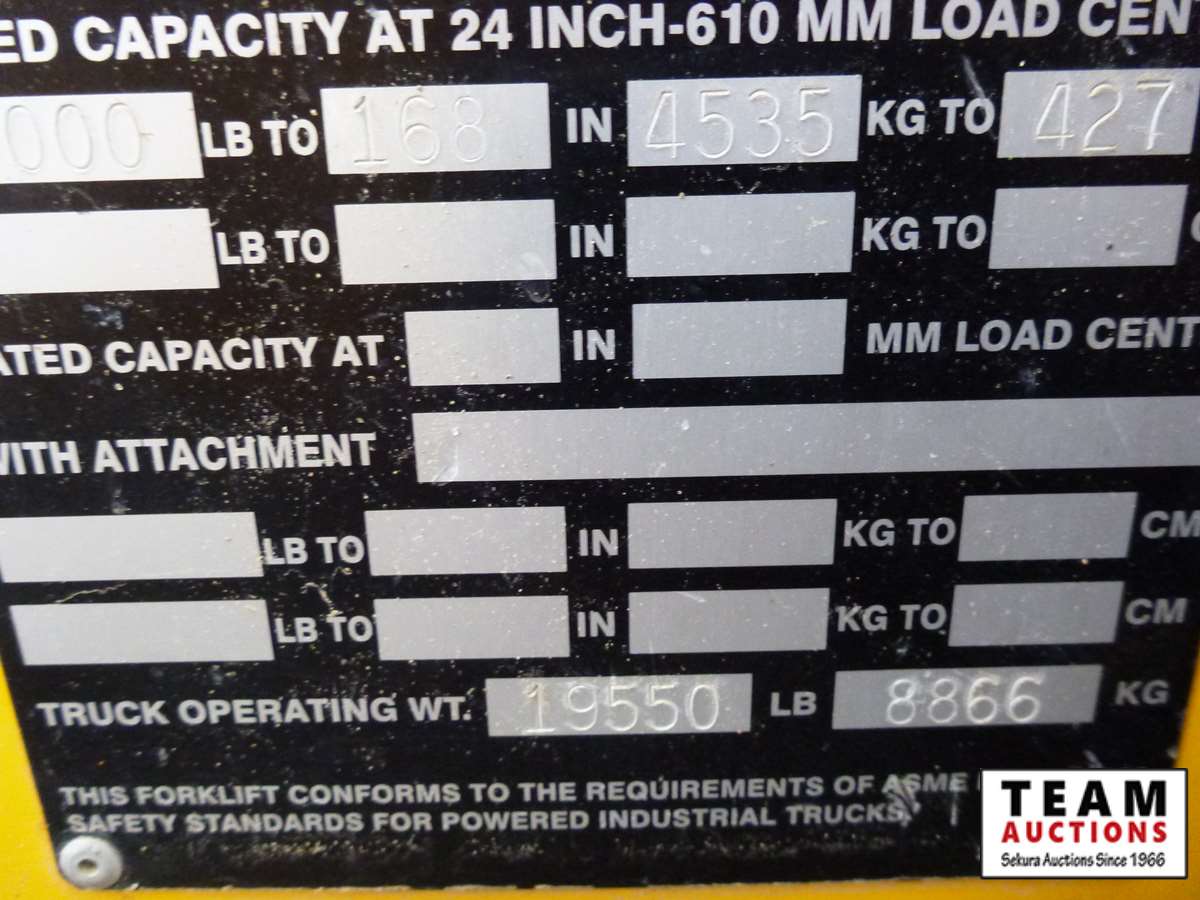 ED CAPACITY AT 24 INCH-610 MM LOAD CEN
000 LB TO 168 IN 4535 KG TO 427
LB TO IN KG TO
ATED CAPACITY AT IN MM LOAD CENT
WITH ATTACHMENT
LB TO IN KG TO CM
LB TO IN KG TO CM
TRUCK OPERATING WT. 19550 LB 8866 KG
THIS FORKLIFT CONFORMS TO THE REQUIREMENTS OF ASME
SAFETY STANDARDS FOR POWERED INDUSTRIAL TRUCKS.
TEAM
AUCTIONS
Sekura Auctions Since 1966